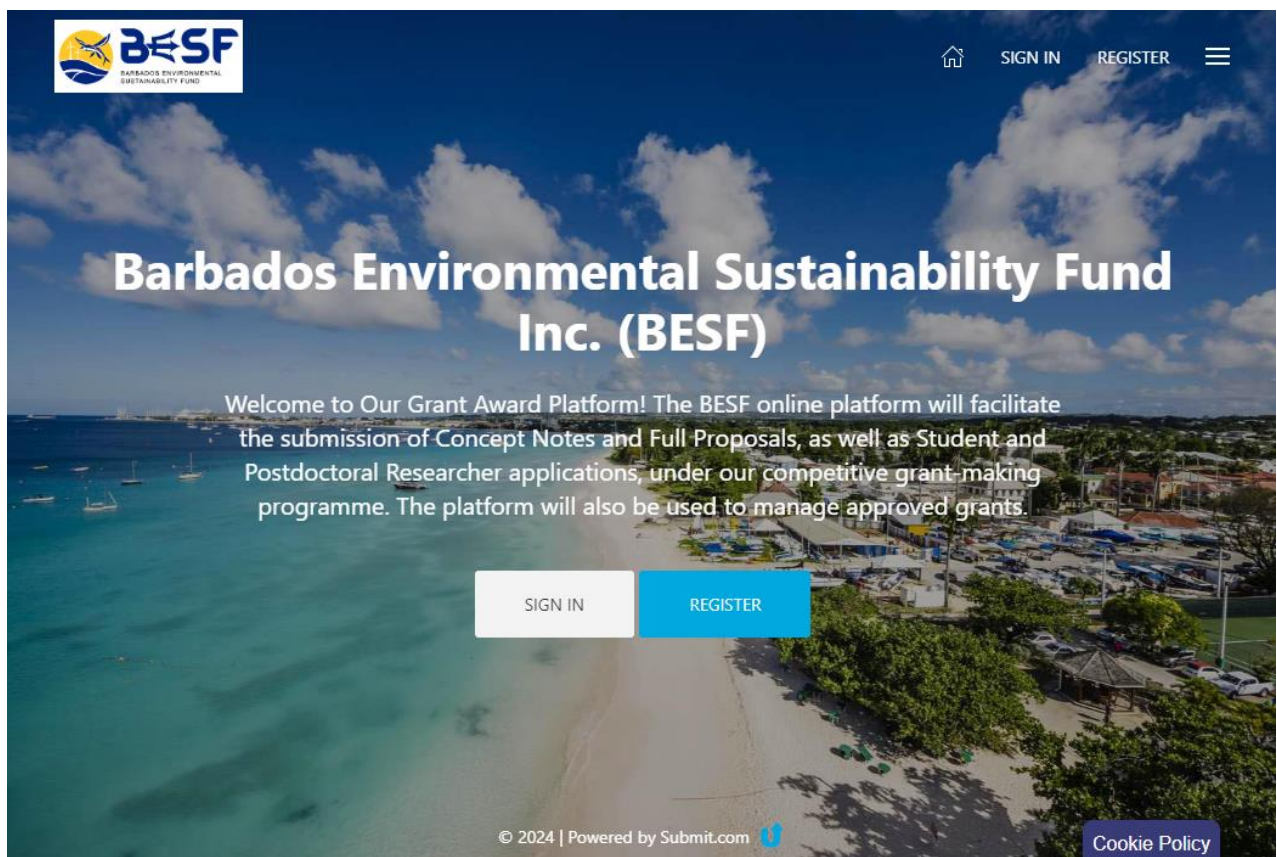 BESF
BARBADOS ENVIRONMENTAL
SUSTAINABILITY FUND
SIGN IN
REGISTER
Barbados Environmental Sustainability Fund
Inc. (BESF)
Welcome to Our Grant Award Platform! The BESF online platform will facilitate
the submission of Concept Notes and Full Proposals, as well as Student and
Postdoctoral Researcher applications, under our competitive grant-making
programme. The platform will also be used to manage approved grants.
SIGN IN
REGISTER
© 2024 | Powered by Submit.com
Cookie Policy